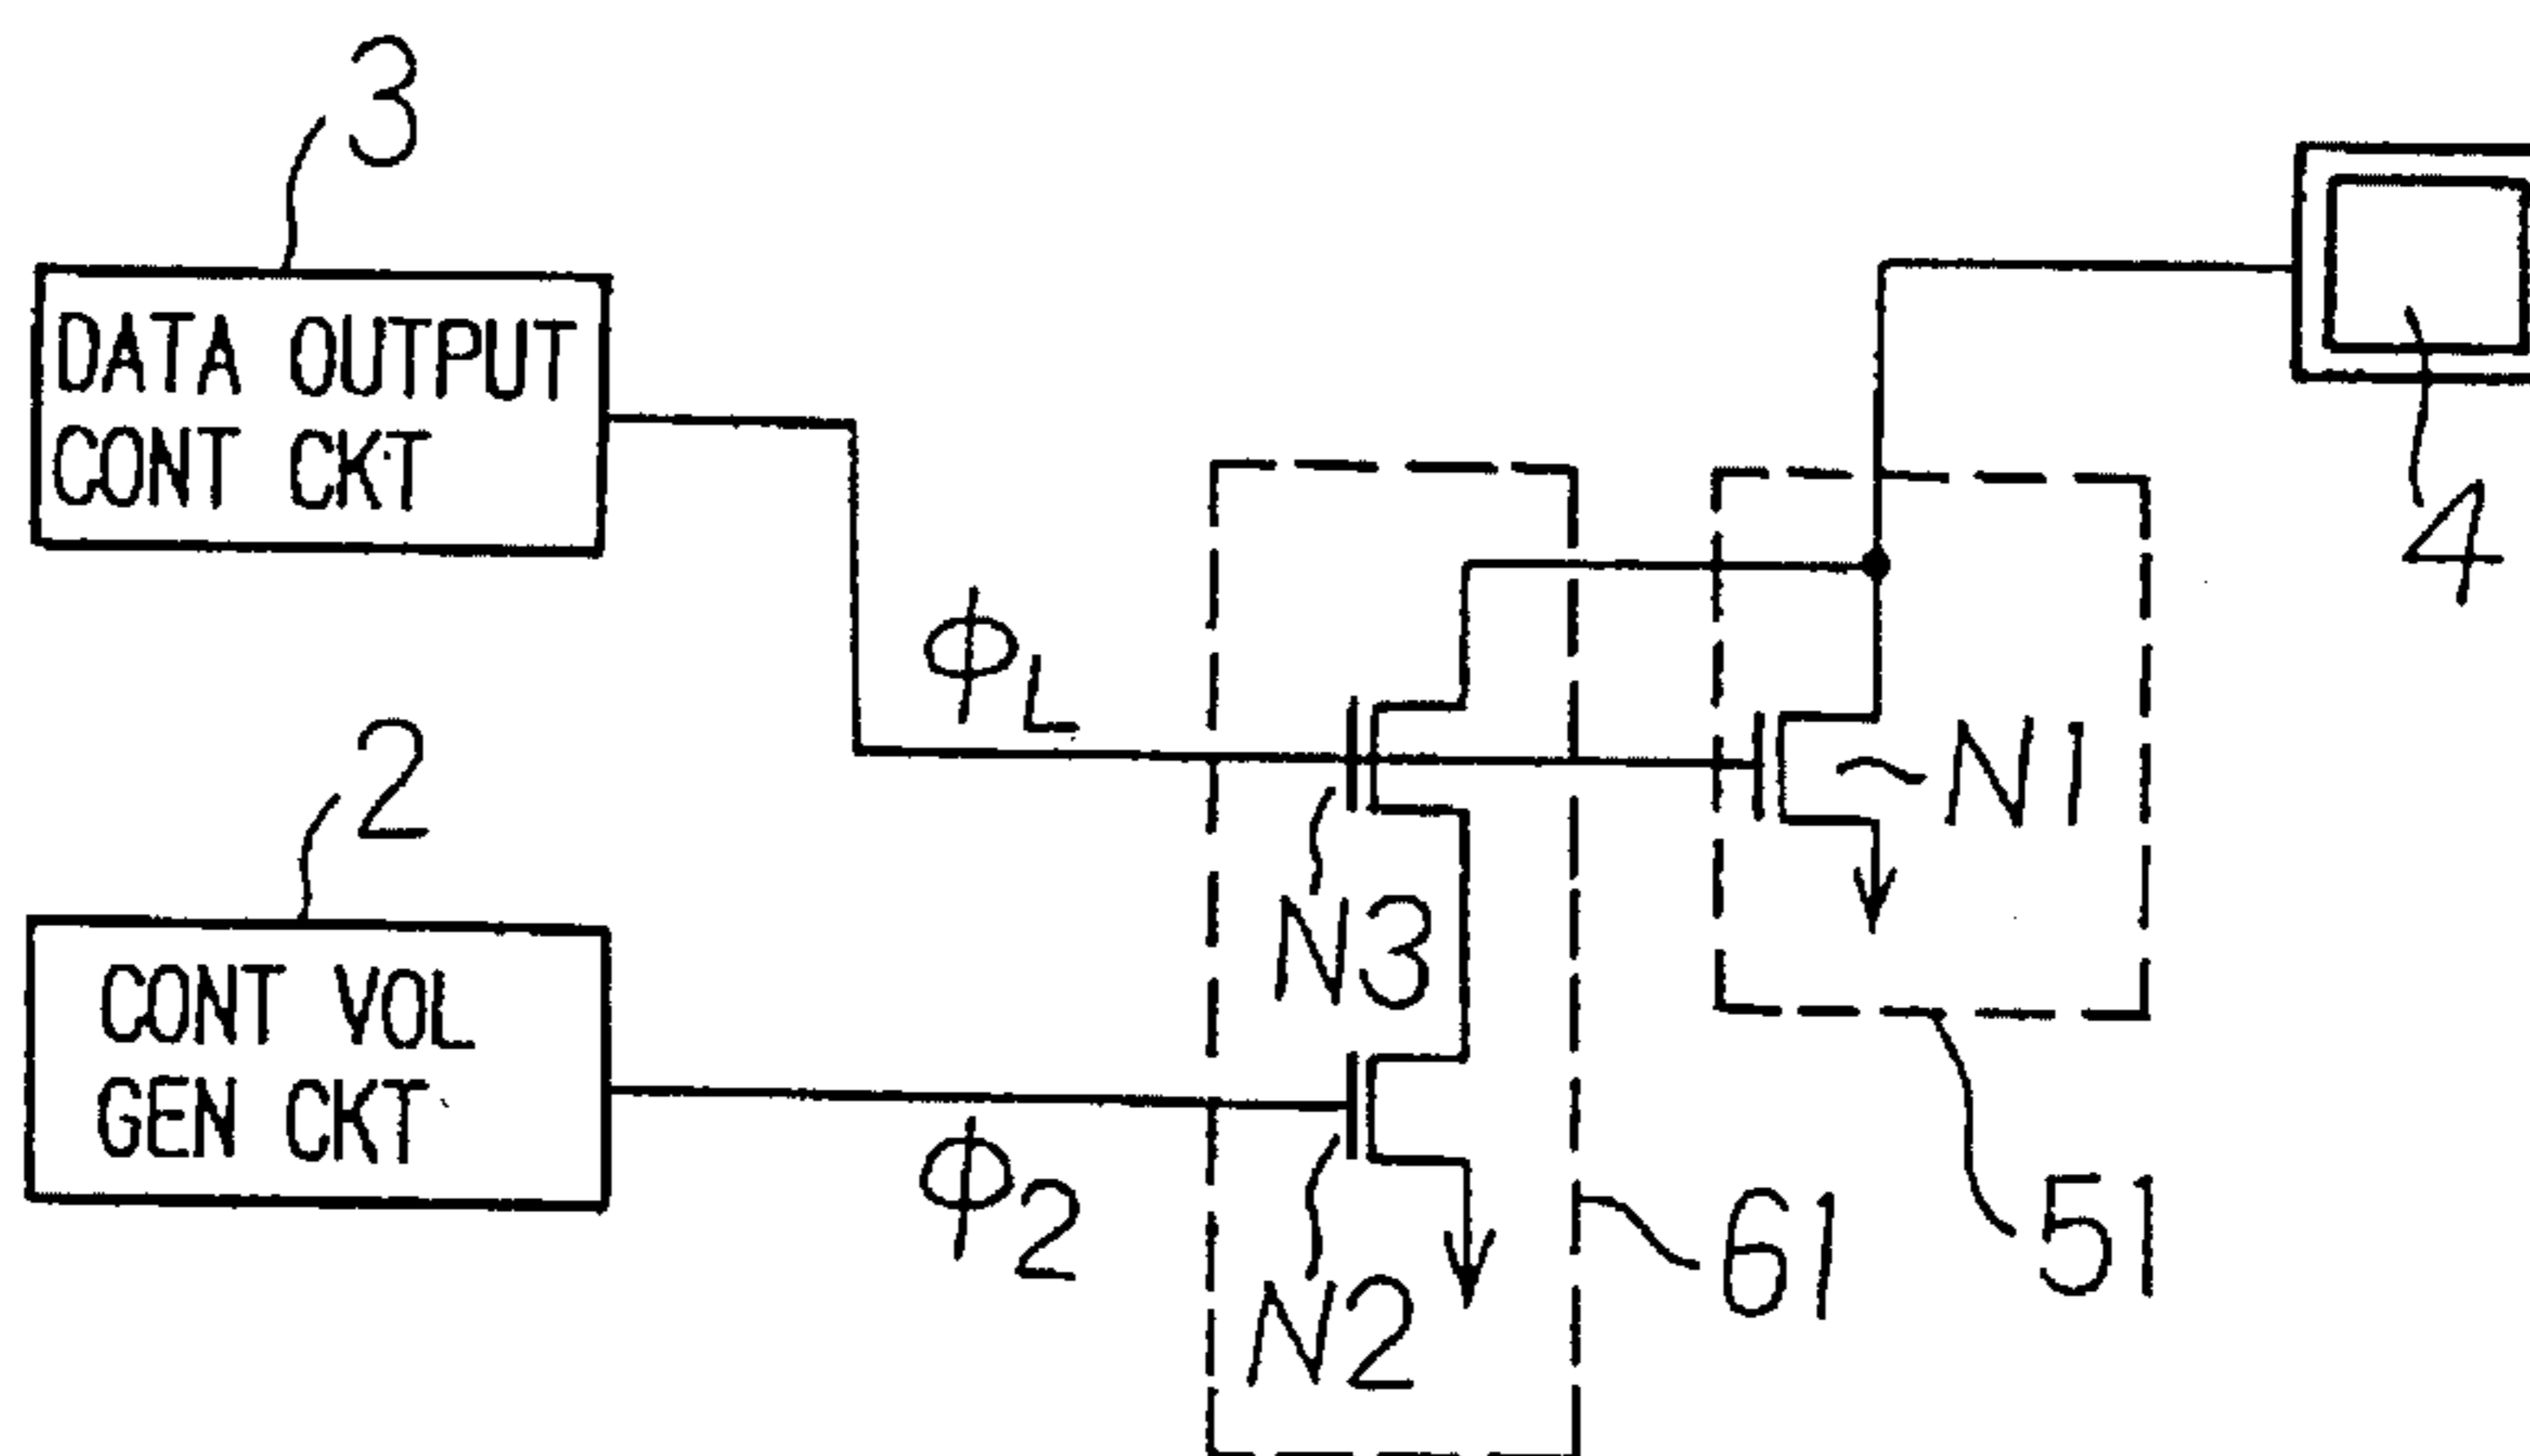 3
DATA OUTPUT
CONT CKT
4
ϕL
N1
2
N3
CONT VOL
GEN CKT
ϕ2
61
51
N2